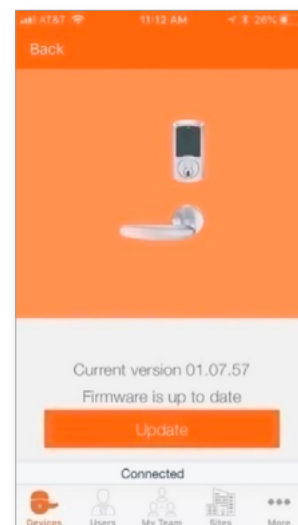 AT&T 11:12 AM 26%
Back
Current version 01.07.57
Firmware is up to date
Update
Connected
Devices Users My Team Sites More